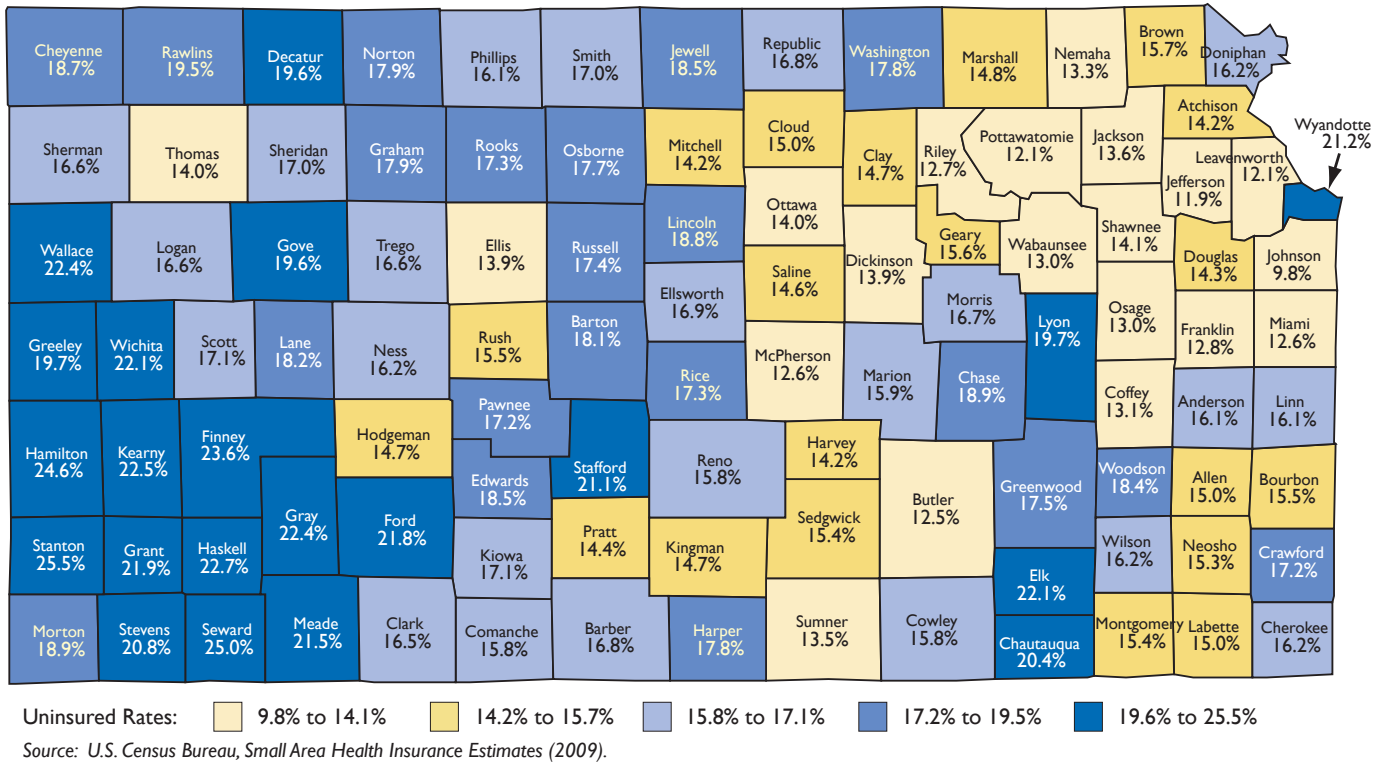 Cheyenne
18.7%
Rawlins
19.5%
Decatur
19.6%
Norton
17.9%
Phillips
16.1%
Smith
17.0%
Jewell
18.5%
Republic
16.8%
Washington
17.8%
Marshall
14.8%
Nemaha
13.3%
Brown
15.7%
Doniphan
16.2%
Sherman
16.6%
Thomas
14.0%
Sheridan
17.0%
Graham
17.9%
Rooks
17.3%
Osborne
17.7%
Mitchell
14.2%
Cloud
15.0%
Clay
14.7%
Riley
12.7%
Pottawatomie
12.1%
Jackson
13.6%
Atchison
14.2%
Jefferson
11.9%
Leavenworth
12.1%
Wyandotte
21.2%
Wallace
22.4%
Logan
16.6%
Gove
19.6%
Trego
16.6%
Ellis
13.9%
Russell
17.4%
Lincoln
18.8%
Ottawa
14.0%
Saline
14.6%
Dickinson
13.9%
Geary
15.6%
Wabaunsee
13.0%
Shawnee
14.1%
Douglas
14.3%
Johnson
9.8%
Ellsworth
16.9%
Morris
16.7%
Lyon
19.7%
Osage
13.0%
Franklin
12.8%
Miami
12.6%
Greeley
19.7%
Wichita
22.1%
Scott
17.1%
Lane
18.2%
Ness
16.2%
Rush
15.5%
Barton
18.1%
Rice
17.3%
McPherson
12.6%
Marion
15.9%
Chase
18.9%
Coffey
13.1%
Anderson
16.1%
Linn
16.1%
Pawnee
17.2%
Hamilton
24.6%
Kearny
22.5%
Finney
23.6%
Hodgeman
14.7%
Stafford
21.1%
Reno
15.8%
Harvey
14.2%
Edwards
18.5%
Butler
12.5%
Greenwood
17.5%
Woodson
18.4%
Allen
15.0%
Bourbon
15.5%
Gray
22.4%
Ford
21.8%
Pratt
14.4%
Kingman
14.7%
Sedgwick
15.4%
Stanton
25.5%
Grant
21.9%
Haskell
22.7%
Kiowa
17.1%
Elk
22.1%
Wilson
16.2%
Neosho
15.3%
Crawford
17.2%
Morton
18.9%
Stevens
20.8%
Seward
25.0%
Meade
21.5%
Clark
16.5%
Comanche
15.8%
Barber
16.8%
Harper
17.8%
Sumner
13.5%
Cowley
15.8%
Chautauqua
20.4%
Montgomery
15.4%
Labette
15.0%
Cherokee
16.2%
Uninsured Rates: 9.8% to 14.1% 14.2% to 15.7% 15.8% to 17.1% 17.2% to 19.5% 19.6% to 25.5%
Source: U.S. Census Bureau, Small Area Health Insurance Estimates (2009).